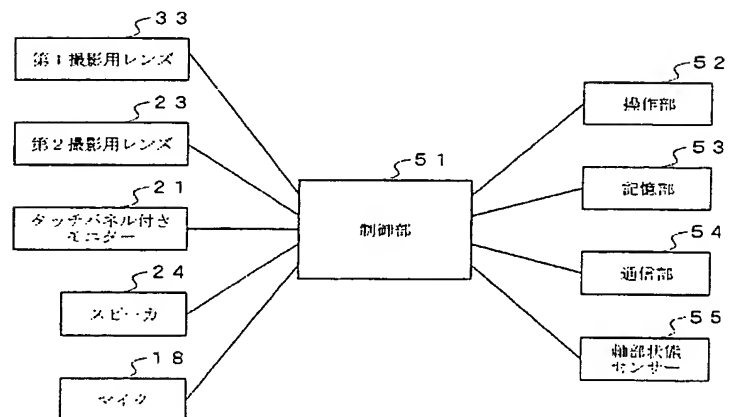 33
第1撮影用レンズ
23
第2撮影用レンズ
21
タッチパネル付き
モニター
24
スピーカ
18
マイク
51
制御部
52
操作部
53
記憶部
54
通信部
55
軸部状態
センサー